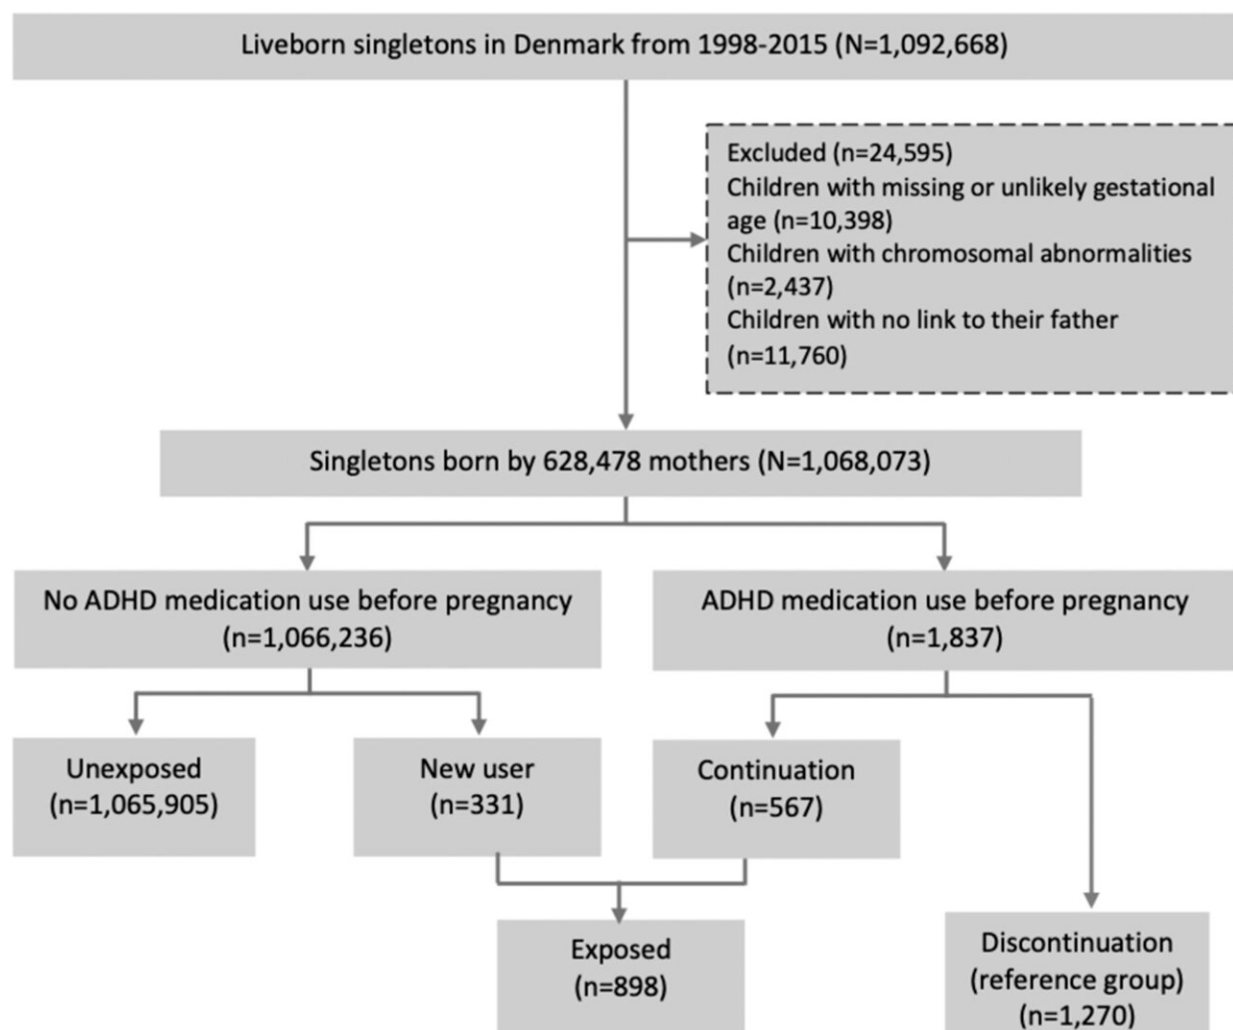 Liveborn singletons in Denmark from 1998-2015 (N=1,092,668)
Excluded (n=24,595)
Children with missing or unlikely gestational
age (n=10,398)
Children with chromosomal abnormalities
(n=2,437)
Children with no link to their father
(n=11,760)
Singletons born by 628,478 mothers (N=1,068,073)
No ADHD medication use before pregnancy
(n=1,066,236)
ADHD medication use before pregnancy
(n=1,837)
Unexposed
(n=1,065,905)
New user
(n=331)
Continuation
(n=567)
Exposed
(n=898)
Discontinuation
(reference group)
(n=1,270)